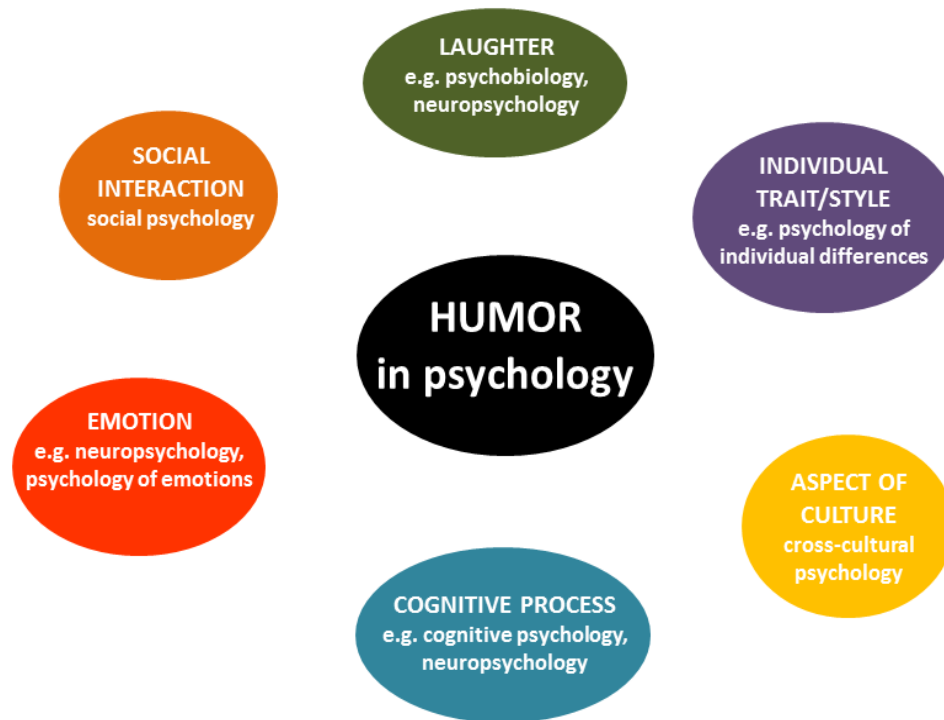 LAUGHTER
e.g. psychobiology,
neuropsychology
SOCIAL
INTERACTION
social psychology
INDIVIDUAL
TRAIT/STYLE
e.g. psychology of
individual differences
HUMOR
in psychology
EMOTION
e.g. neuropsychology,
psychology of emotions
ASPECT OF
CULTURE
cross-cultural
psychology
COGNITIVE PROCESS
e.g. cognitive psychology,
neuropsychology